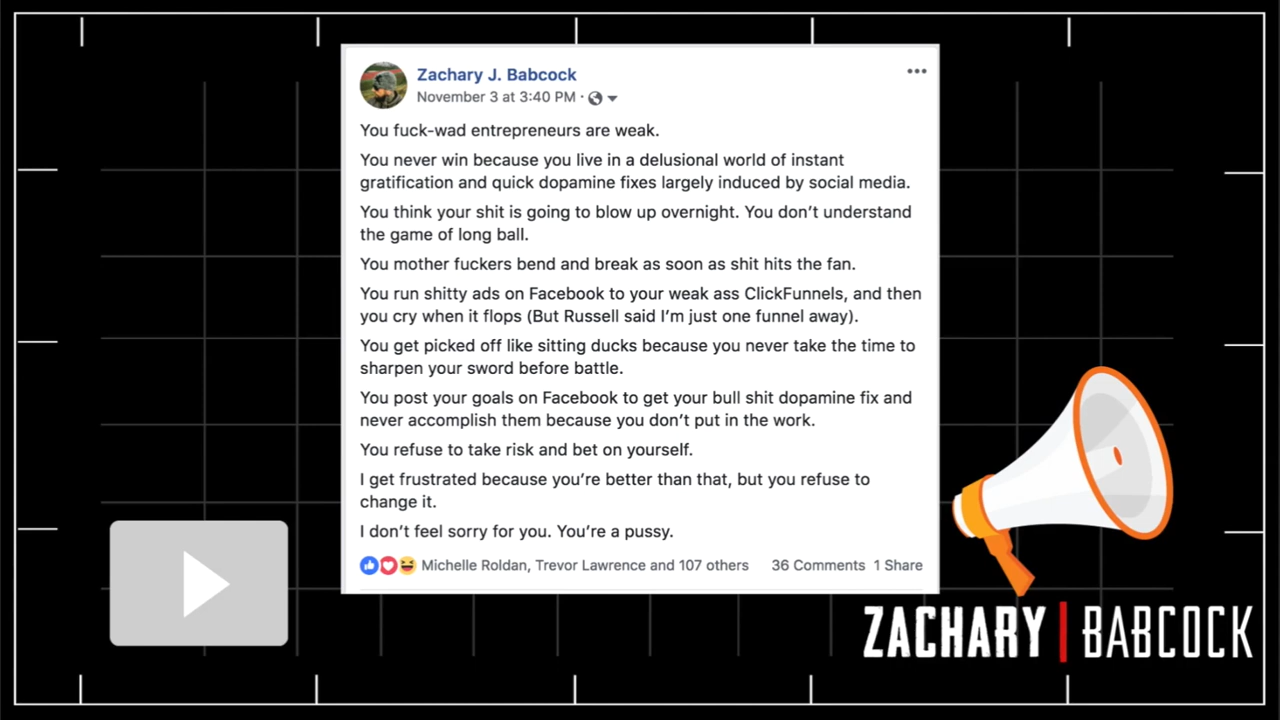 Zachary J. Babcock
November 3 at 3:40 PM ·
You fuck-wad entrepreneurs are weak.
You never win because you live in a delusional world of instant
gratification and quick dopamine fixes largely induced by social media.
You think your shit is going to blow up overnight. You don’t understand
the game of long ball.
You mother fuckers bend and break as soon as shit hits the fan.
You run shitty ads on Facebook to your weak ass ClickFunnels, and then
you cry when it flops (But Russell said I’m just one funnel away).
You get picked off like sitting ducks because you never take the time to
sharpen your sword before battle.
You post your goals on Facebook to get your bull shit dopamine fix and
never accomplish them because you don’t put in the work.
You refuse to take risk and bet on yourself.
I get frustrated because you’re better than that, but you refuse to
change it.
I don’t feel sorry for you. You’re a pussy.
Michelle Roldan, Trevor Lawrence and 107 others 36 Comments 1 Share
ZACHARY | BABCOCK